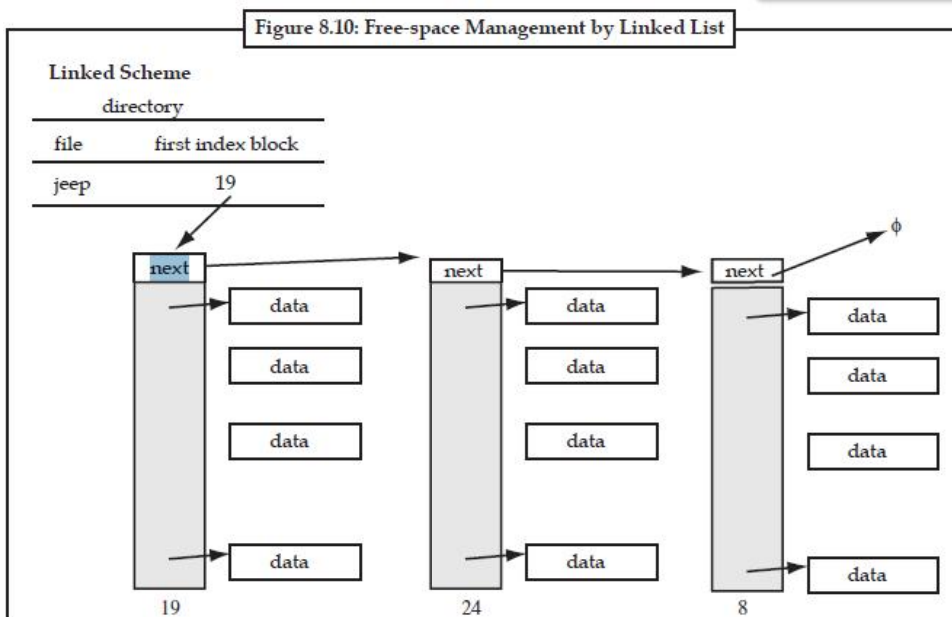 Figure 8.10: Free-space Management by Linked List
Linked Scheme
directory
file first index block
jeep 19
ϕ
next next next
data data data
data data data
data data data
data data data
19 24 8